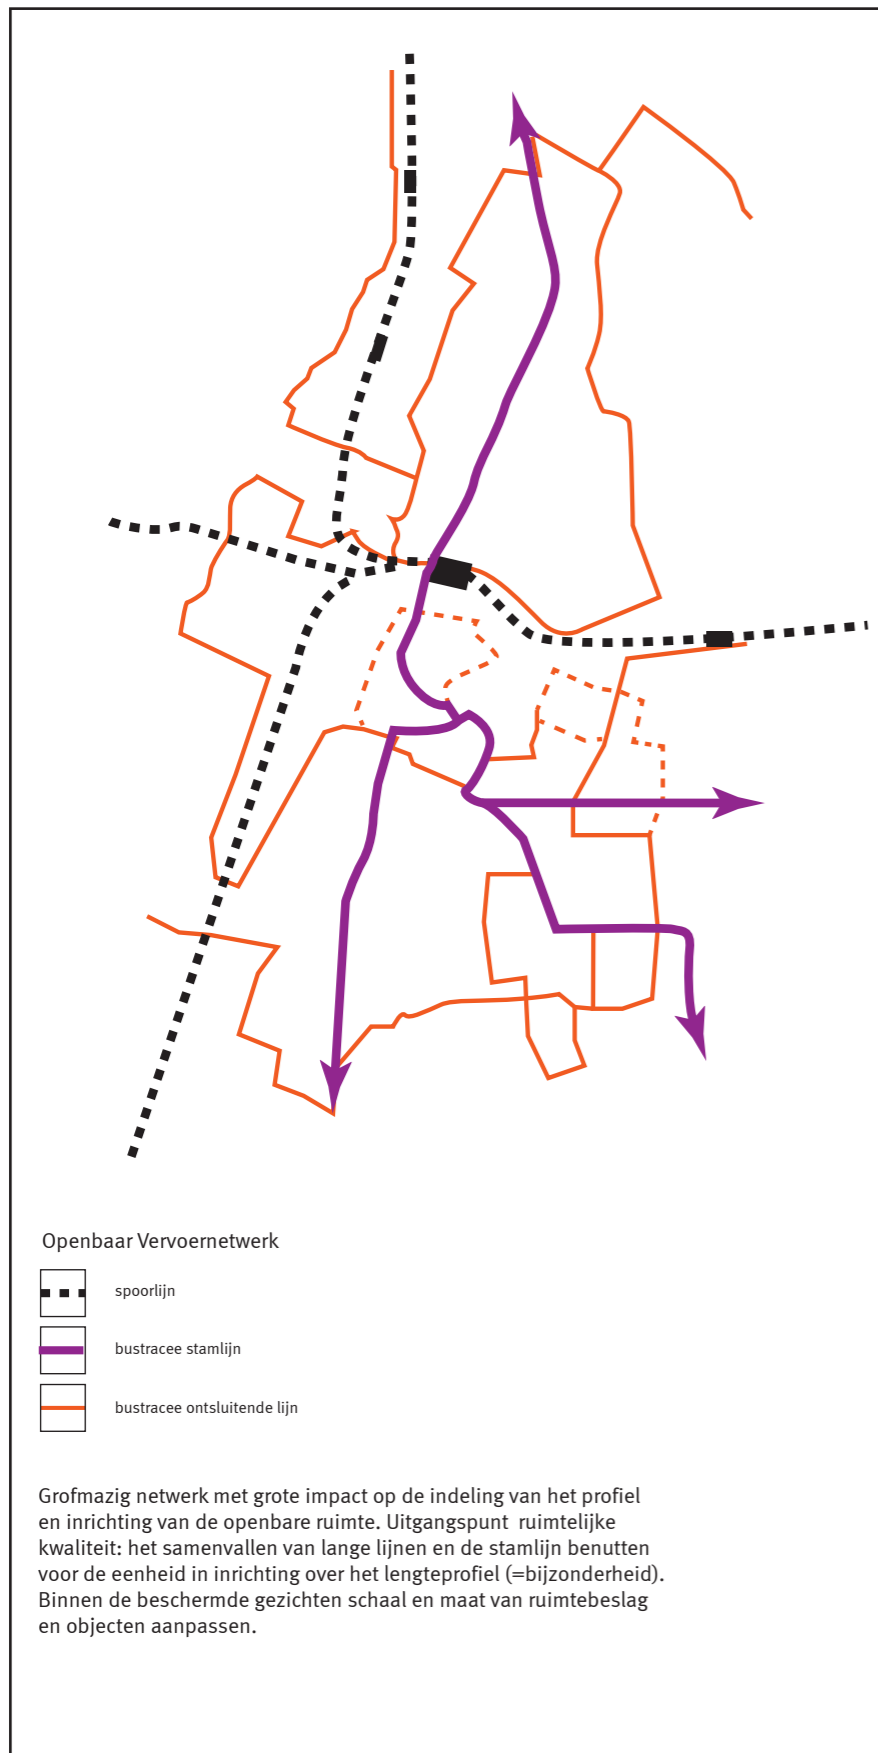 Openbaar Vervoernetwerk
spoorlijn
bustracee stamlijn
bustracee ontsluitende lijn
Grofmazig netwerk met grote impact op de indeling van het profiel
en inrichting van de openbare ruimte. Uitgangspunt ruimtelijke
kwaliteit: het samenvallen van lange lijnen en de stamlijn benutten
voor de eenheid in inrichting over het lengteprofiel (=bijzonderheid).
Binnen de beschermde gezichten schaal en maat van ruimtebeslag
en objecten aanpassen.